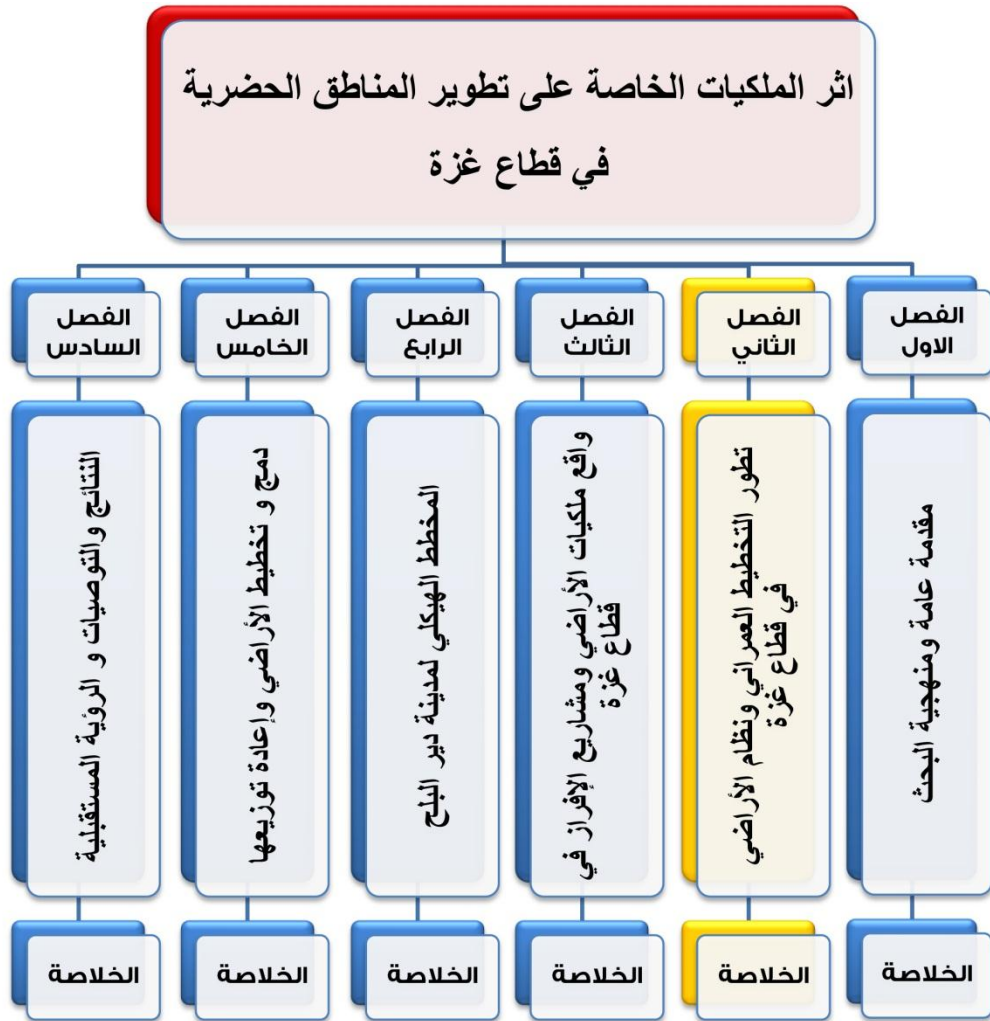 اثر الملكيات الخاصة على تطوير المناطق الحضرية
في قطاع غزة
الفصل
الاول
الفصل
الثاني
الفصل
الثالث
الفصل
الرابع
الفصل
الخامس
الفصل
السادس
مقدمة عامة ومنهجية البحث
تطور التخطيط العمراني ونظام الأراضي
في قطاع غزة
واقع ملكيات الأراضي ومشاريع الإفراز في
قطاع غزة
المخطط الهيكلي لمدينة دير البلح
دمج و تخطيط الأراضي وإعادة توزيعها
النتائج والتوصيات و الرؤية المستقبلية
الخلاصة
الخلاصة
الخلاصة
الخلاصة
الخلاصة
الخلاصة